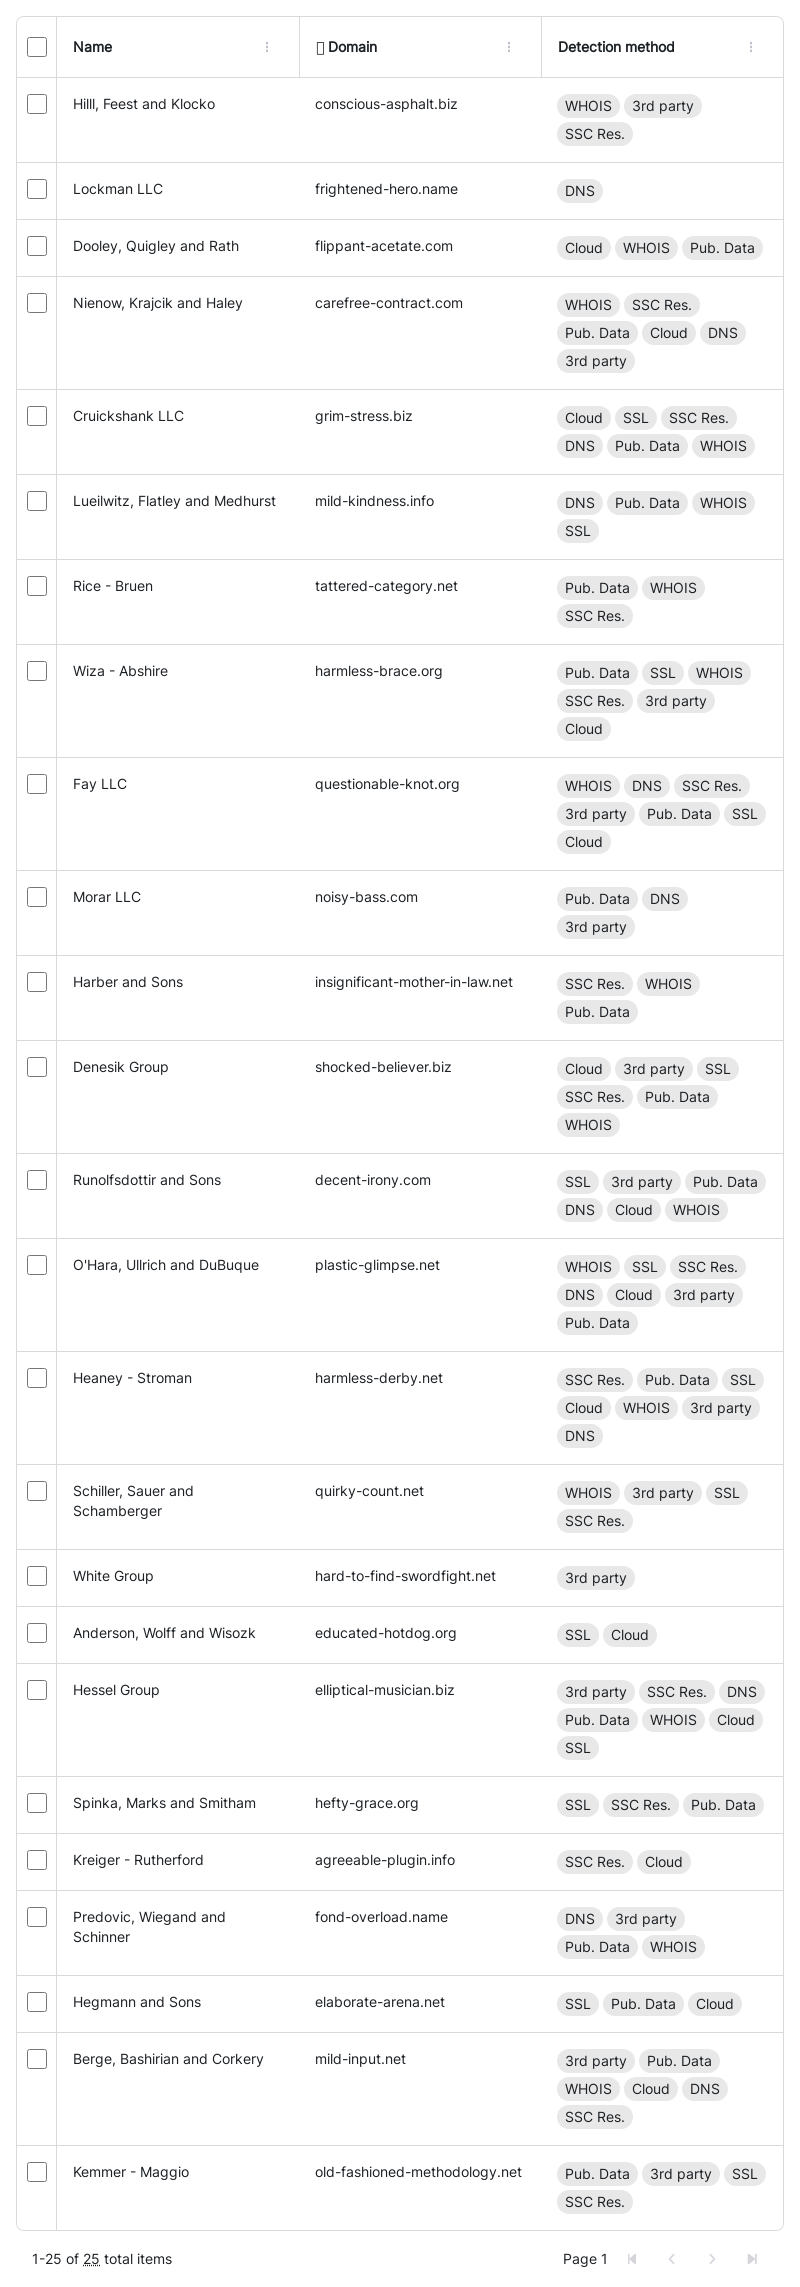 Name Domain Detection method
Hilll, Feest and Klocko conscious-asphalt.biz WHOIS 3rd party
SSC Res.
Lockman LLC frightened-hero.name DNS
Dooley, Quigley and Rath flippant-acetate.com Cloud WHOIS Pub. Data
Nienow, Krajcik and Haley carefree-contract.com WHOIS SSC Res.
Pub. Data Cloud DNS
3rd party
Cruickshank LLC grim-stress.biz Cloud SSL SSC Res.
DNS Pub. Data WHOIS
Lueilwitz, Flatley and Medhurst mild-kindness.info DNS Pub. Data WHOIS
SSL
Rice - Bruen tattered-category.net Pub. Data WHOIS
SSC Res.
Wiza - Abshire harmless-brace.org Pub. Data SSL WHOIS
SSC Res. 3rd party
Cloud
Fay LLC questionable-knot.org WHOIS DNS SSC Res.
3rd party Pub. Data SSL
Cloud
Morar LLC noisy-bass.com Pub. Data DNS
3rd party
Harber and Sons insignificant-mother-in-law.net SSC Res. WHOIS
Pub. Data
Denesik Group shocked-believer.biz Cloud 3rd party SSL
SSC Res. Pub. Data
WHOIS
Runolfsdottir and Sons decent-irony.com SSL 3rd party Pub. Data
DNS Cloud WHOIS
O'Hara, Ullrich and DuBuque plastic-glimpse.net WHOIS SSL SSC Res.
DNS Cloud 3rd party
Pub. Data
Heaney - Stroman harmless-derby.net SSC Res. Pub. Data SSL
Cloud WHOIS 3rd party
DNS
Schiller, Sauer and quirky-count.net WHOIS 3rd party SSL
Schamberger SSC Res.
White Group hard-to-find-swordfight.net 3rd party
Anderson, Wolff and Wisozk educated-hotdog.org SSL Cloud
Hessel Group elliptical-musician.biz 3rd party SSC Res. DNS
Pub. Data WHOIS Cloud
SSL
Spinka, Marks and Smitham hefty-grace.org SSL SSC Res. Pub. Data
Kreiger - Rutherford agreeable-plugin.info SSC Res. Cloud
Predovic, Wiegand and fond-overload.name DNS 3rd party
Schinner Pub. Data WHOIS
Hegmann and Sons elaborate-arena.net SSL Pub. Data Cloud
Berge, Bashirian and Corkery mild-input.net 3rd party Pub. Data
WHOIS Cloud DNS
SSC Res.
Kemmer - Maggio old-fashioned-methodology.net Pub. Data 3rd party SSL
SSC Res.
1-25 of 25 total items Page 1